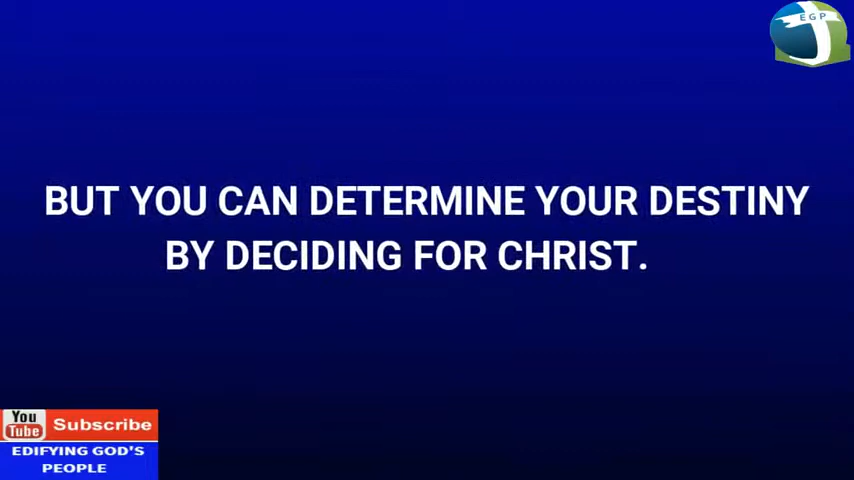 EGP
BUT YOU CAN DETERMINE YOUR DESTINY
BY DECIDING FOR CHRIST.
You
Tube Subscribe
EDIFYING GOD'S
PEOPLE